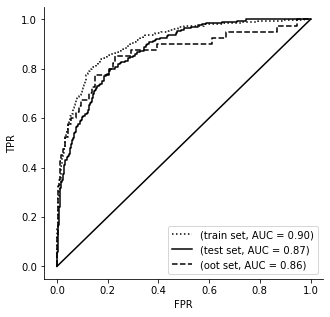 1.0
0.8
0.6
0.4
0.2
0.0
TPR
(train set, AUC = 0.90)
(test set, AUC = 0.87)
(oot set, AUC = 0.86)
0.0 0.2 0.4 0.6 0.8 1.0
FPR